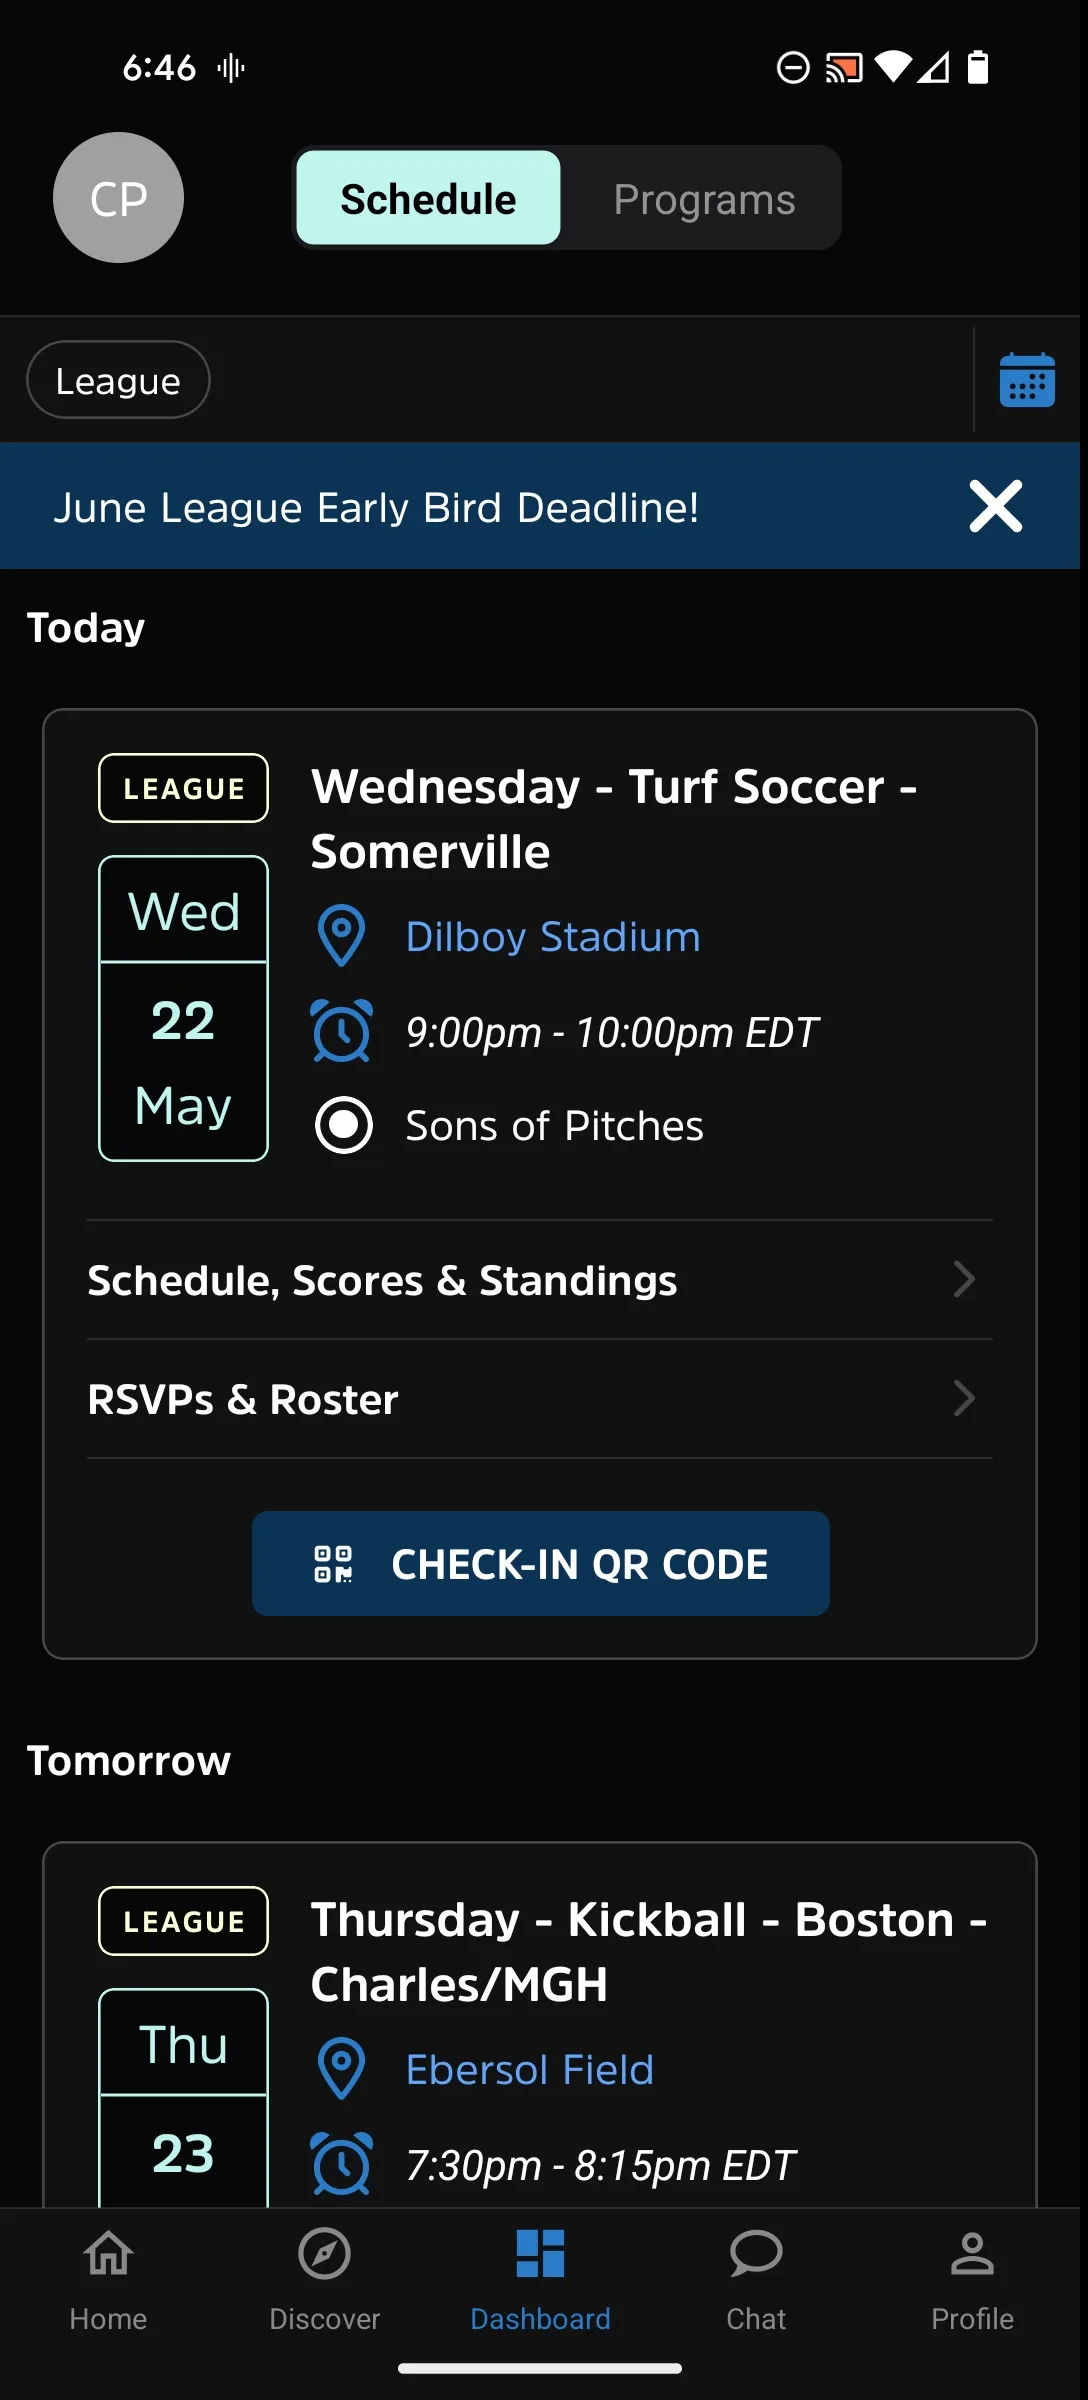 6:46
CP
Schedule
Programs
League
June League Early Bird Deadline!
Today
LEAGUE
Wednesday - Turf Soccer -
Somerville
Wed
22
May
Dilboy Stadium
9:00pm - 10:00pm EDT
Sons of Pitches
Schedule, Scores & Standings
RSVPs & Roster
CHECK-IN QR CODE
Tomorrow
LEAGUE
Thursday - Kickball - Boston -
Charles/MGH
Thu
23
Ebersol Field
7:30pm - 8:15pm EDT
Home
Discover
Dashboard
Chat
Profile